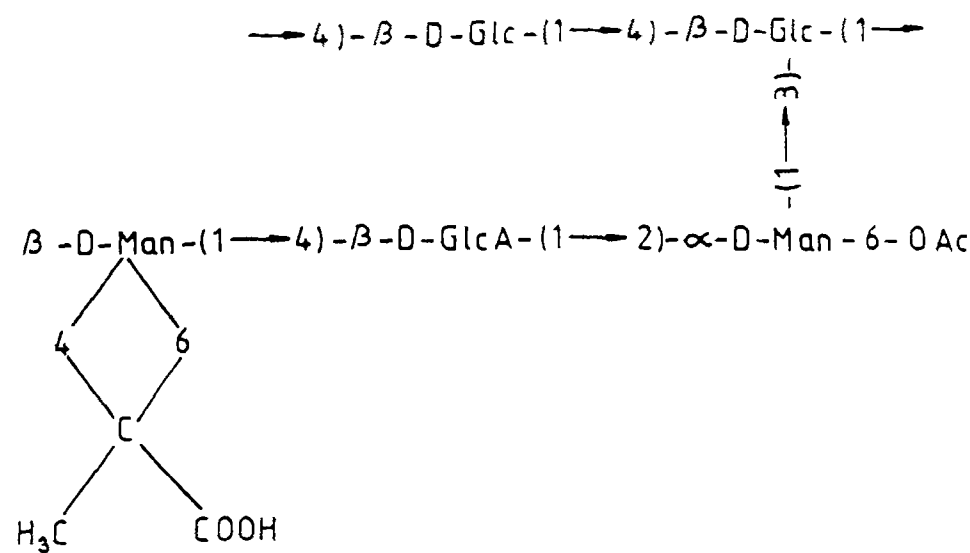 → 4)-β-D-Glc-(1 → 4)-β-D-Glc-(1 →
3)
↑
(1
β-D-Man-(1 → 4)-β-D-GlcA-(1 → 2)-α-D-Man-6-OAc
4 6
C
H₃C COOH